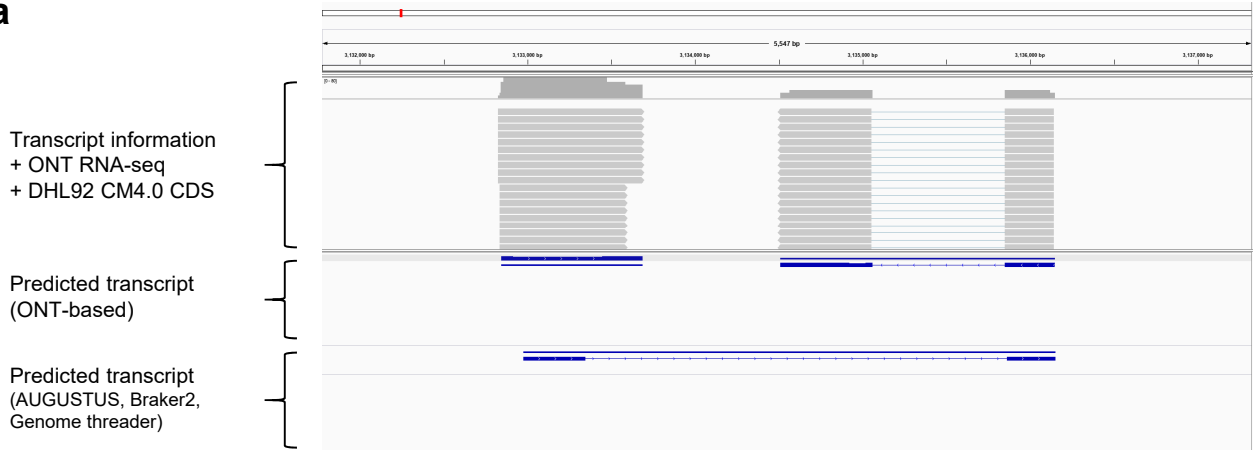 a
5,547 bp
3,132,000 bp 3,133,000 bp 3,134,000 bp 3,135,000 bp 3,136,000 bp 3,137,000 bp
[0 - 80]
Transcript information
+ ONT RNA-seq
+ DHL92 CM4.0 CDS
Predicted transcript
(ONT-based)
Predicted transcript
(AUGUSTUS, Braker2,
Genome threader)